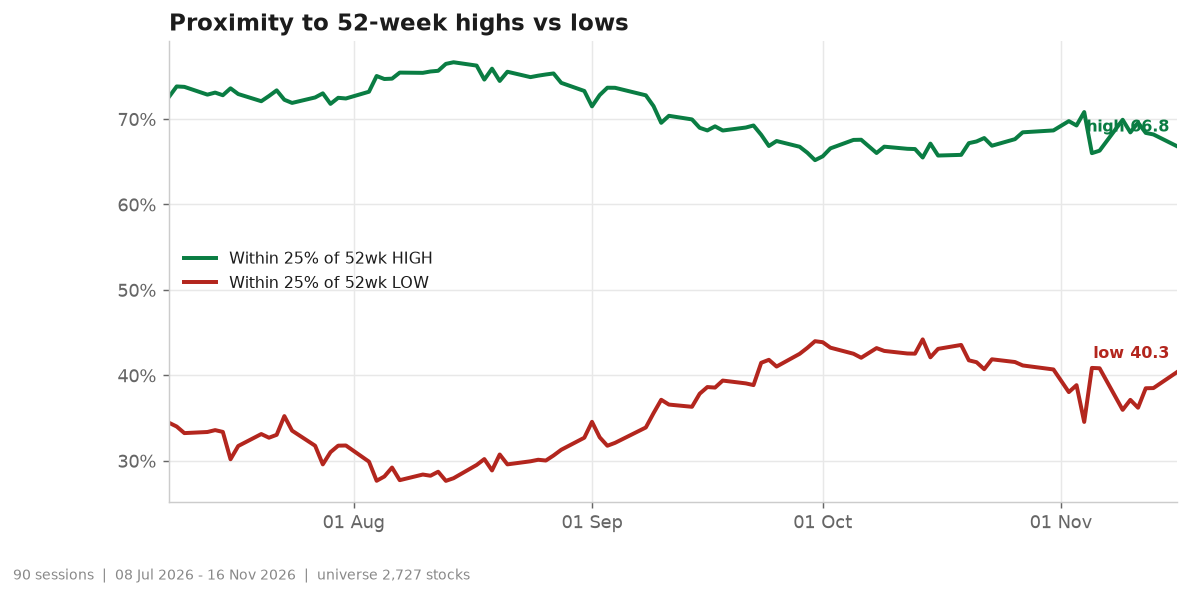 Proximity to 52-week highs vs lows
70%
60%
50%
40%
30%
Within 25% of 52wk HIGH
Within 25% of 52wk LOW
high 66.8
low 40.3
01 Aug
01 Sep
01 Oct
01 Nov
90 sessions | 08 Jul 2026 - 16 Nov 2026 | universe 2,727 stocks